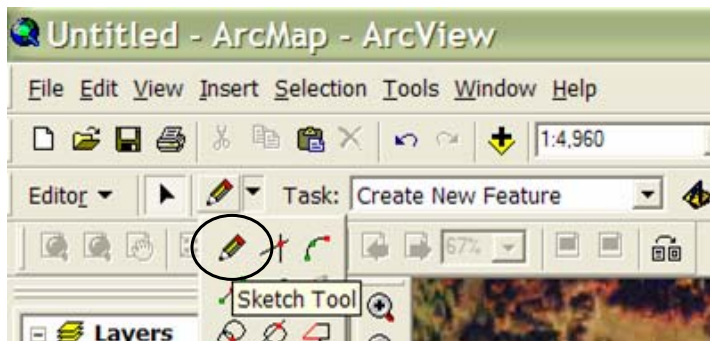 Untitled - ArcMap - ArcView
File Edit View Insert Selection Tools Window Help
1:4,960
Editor Task: Create New Feature
67%
Sketch Tool
Layers